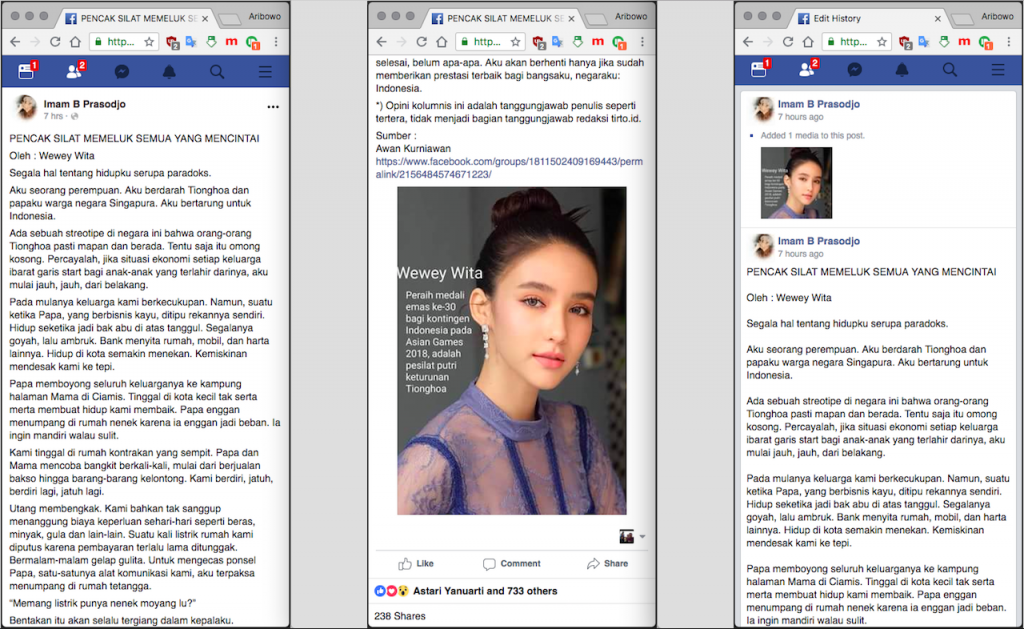 PENCAK SILAT MEMELUK SE
Aribowo
http...
2
1
1
2
Imam B Prasodjo
7 hrs ·
PENCAK SILAT MEMELUK SEMUA YANG MENCINTAI
Oleh : Wewey Wita
Segala hal tentang hidupku serupa paradoks.
Aku seorang perempuan. Aku berdarah Tionghoa dan
papaku warga negara Singapura. Aku bertarung untuk
Indonesia.
Ada sebuah streotipe di negara ini bahwa orang-orang
Tionghoa pasti mapan dan berada. Tentu saja itu omong
kosong. Percayalah, jika situasi ekonomi setiap keluarga
ibarat garis start bagi anak-anak yang terlahir darinya, aku
mulai jauh, jauh, dari belakang.
Pada mulanya keluarga kami berkecukupan. Namun, suatu
ketika Papa, yang berbisnis kayu, ditipu rekannya sendiri.
Hidup seketika jadi bak abu di atas tanggul. Segalanya
goyah, lalu ambruk. Bank menyita rumah, mobil, dan harta
lainnya. Hidup di kota semakin menekan. Kemiskinan
mendesak kami ke tepi.
Papa memboyong seluruh keluarganya ke kampung
halaman Mama di Ciamis. Tinggal di kota kecil tak serta
merta membuat hidup kami membaik. Papa enggan
menumpang di rumah nenek karena ia enggan jadi beban. Ia
ingin mandiri walau sulit.
Kami tinggal di rumah kontrakan yang sempit. Papa dan
Mama mencoba bangkit berkali-kali, mulai dari berjualan
bakso hingga barang-barang kelontong. Kami berdiri, jatuh,
berdiri lagi, jatuh lagi.
Utang membengkak. Kami bahkan tak sanggup
menanggung biaya keperluan sehari-hari seperti beras,
minyak, gula dan lain-lain. Suatu kali listrik rumah kami
diputus karena pembayaran terlalu lama ditunggak.
Bermalam-malam gelap gulita. Untuk mengecas ponsel
Papa, satu-satunya alat komunikasi kami, aku terpaksa
menumpang di rumah tetangga.
“Memang listrik punya nenek moyang lu?”
Bentakan itu akan selalu tergiang dalam kepalaku.
PENCAK SILAT MEMELUK SE
Aribowo
http...
2
1
1
2
selesai, belum apa-apa. Aku akan berhenti hanya jika sudah
memberikan prestasi terbaik bagi bangsaku, negaraku:
Indonesia.
*) Opini kolumnis ini adalah tanggungjawab penulis seperti
tertera, tidak menjadi bagian tanggungjawab redaksi tirto.id.
Sumber :
Awan Kurniawan
https://www.facebook.com/groups/1811502409169443/perm
alink/2156484574671223/
Wewey Wita
Peraih medali
emas ke-30
bagi kontingen
Indonesia pada
Asian Games
2018, adalah
pesilat putri
keturunan
Tionghoa
Like
Comment
Share
Astari Yanuarti and 733 others
238 Shares
Edit History
Aribowo
http...
2
1
1
2
Imam B Prasodjo
7 hours ago
Added 1 media to this post.
Wewey Wita
Imam B Prasodjo
7 hours ago
PENCAK SILAT MEMELUK SEMUA YANG MENCINTAI
Oleh : Wewey Wita
Segala hal tentang hidupku serupa paradoks.
Aku seorang perempuan. Aku berdarah Tionghoa dan
papaku warga negara Singapura. Aku bertarung untuk
Indonesia.
Ada sebuah streotipe di negara ini bahwa orang-orang
Tionghoa pasti mapan dan berada. Tentu saja itu omong
kosong. Percayalah, jika situasi ekonomi setiap keluarga
ibarat garis start bagi anak-anak yang terlahir darinya, aku
mulai jauh, jauh, dari belakang.
Pada mulanya keluarga kami berkecukupan. Namun, suatu
ketika Papa, yang berbisnis kayu, ditipu rekannya sendiri.
Hidup seketika jadi bak abu di atas tanggul. Segalanya
goyah, lalu ambruk. Bank menyita rumah, mobil, dan harta
lainnya. Hidup di kota semakin menekan. Kemiskinan
mendesak kami ke tepi.
Papa memboyong seluruh keluarganya ke kampung
halaman Mama di Ciamis. Tinggal di kota kecil tak serta
merta membuat hidup kami membaik. Papa enggan
menumpang di rumah nenek karena ia enggan jadi beban.
Ia ingin mandiri walau sulit.